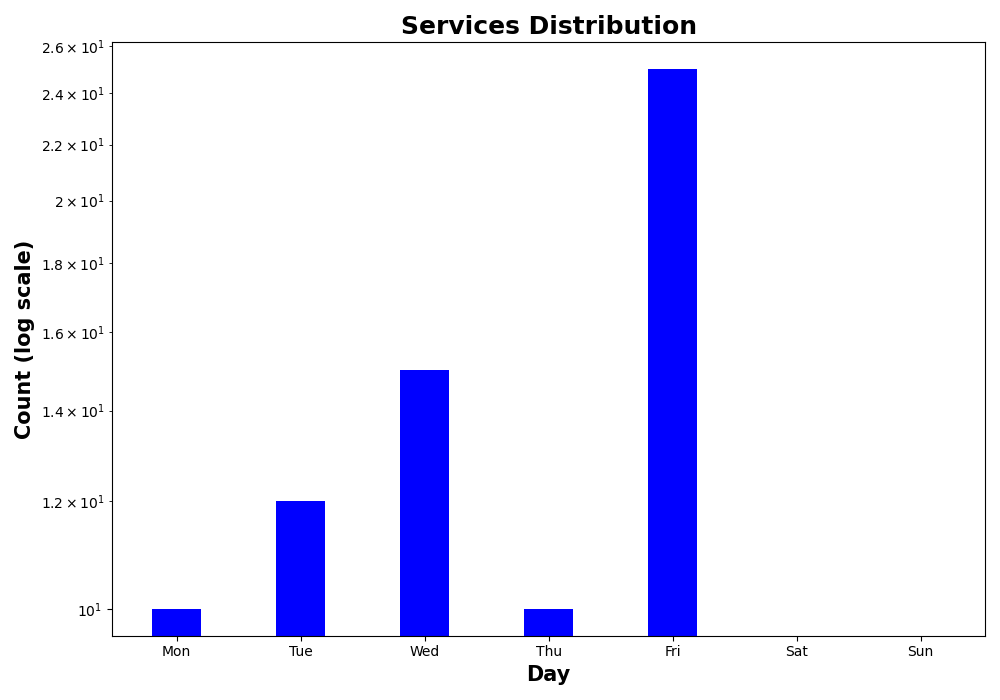 Services Distribution
Count (log scale)
2.6 × 10¹
2.4 × 10¹
2.2 × 10¹
2 × 10¹
1.8 × 10¹
1.6 × 10¹
1.4 × 10¹
1.2 × 10¹
10¹
Mon Tue Wed Thu Fri Sat Sun
Day